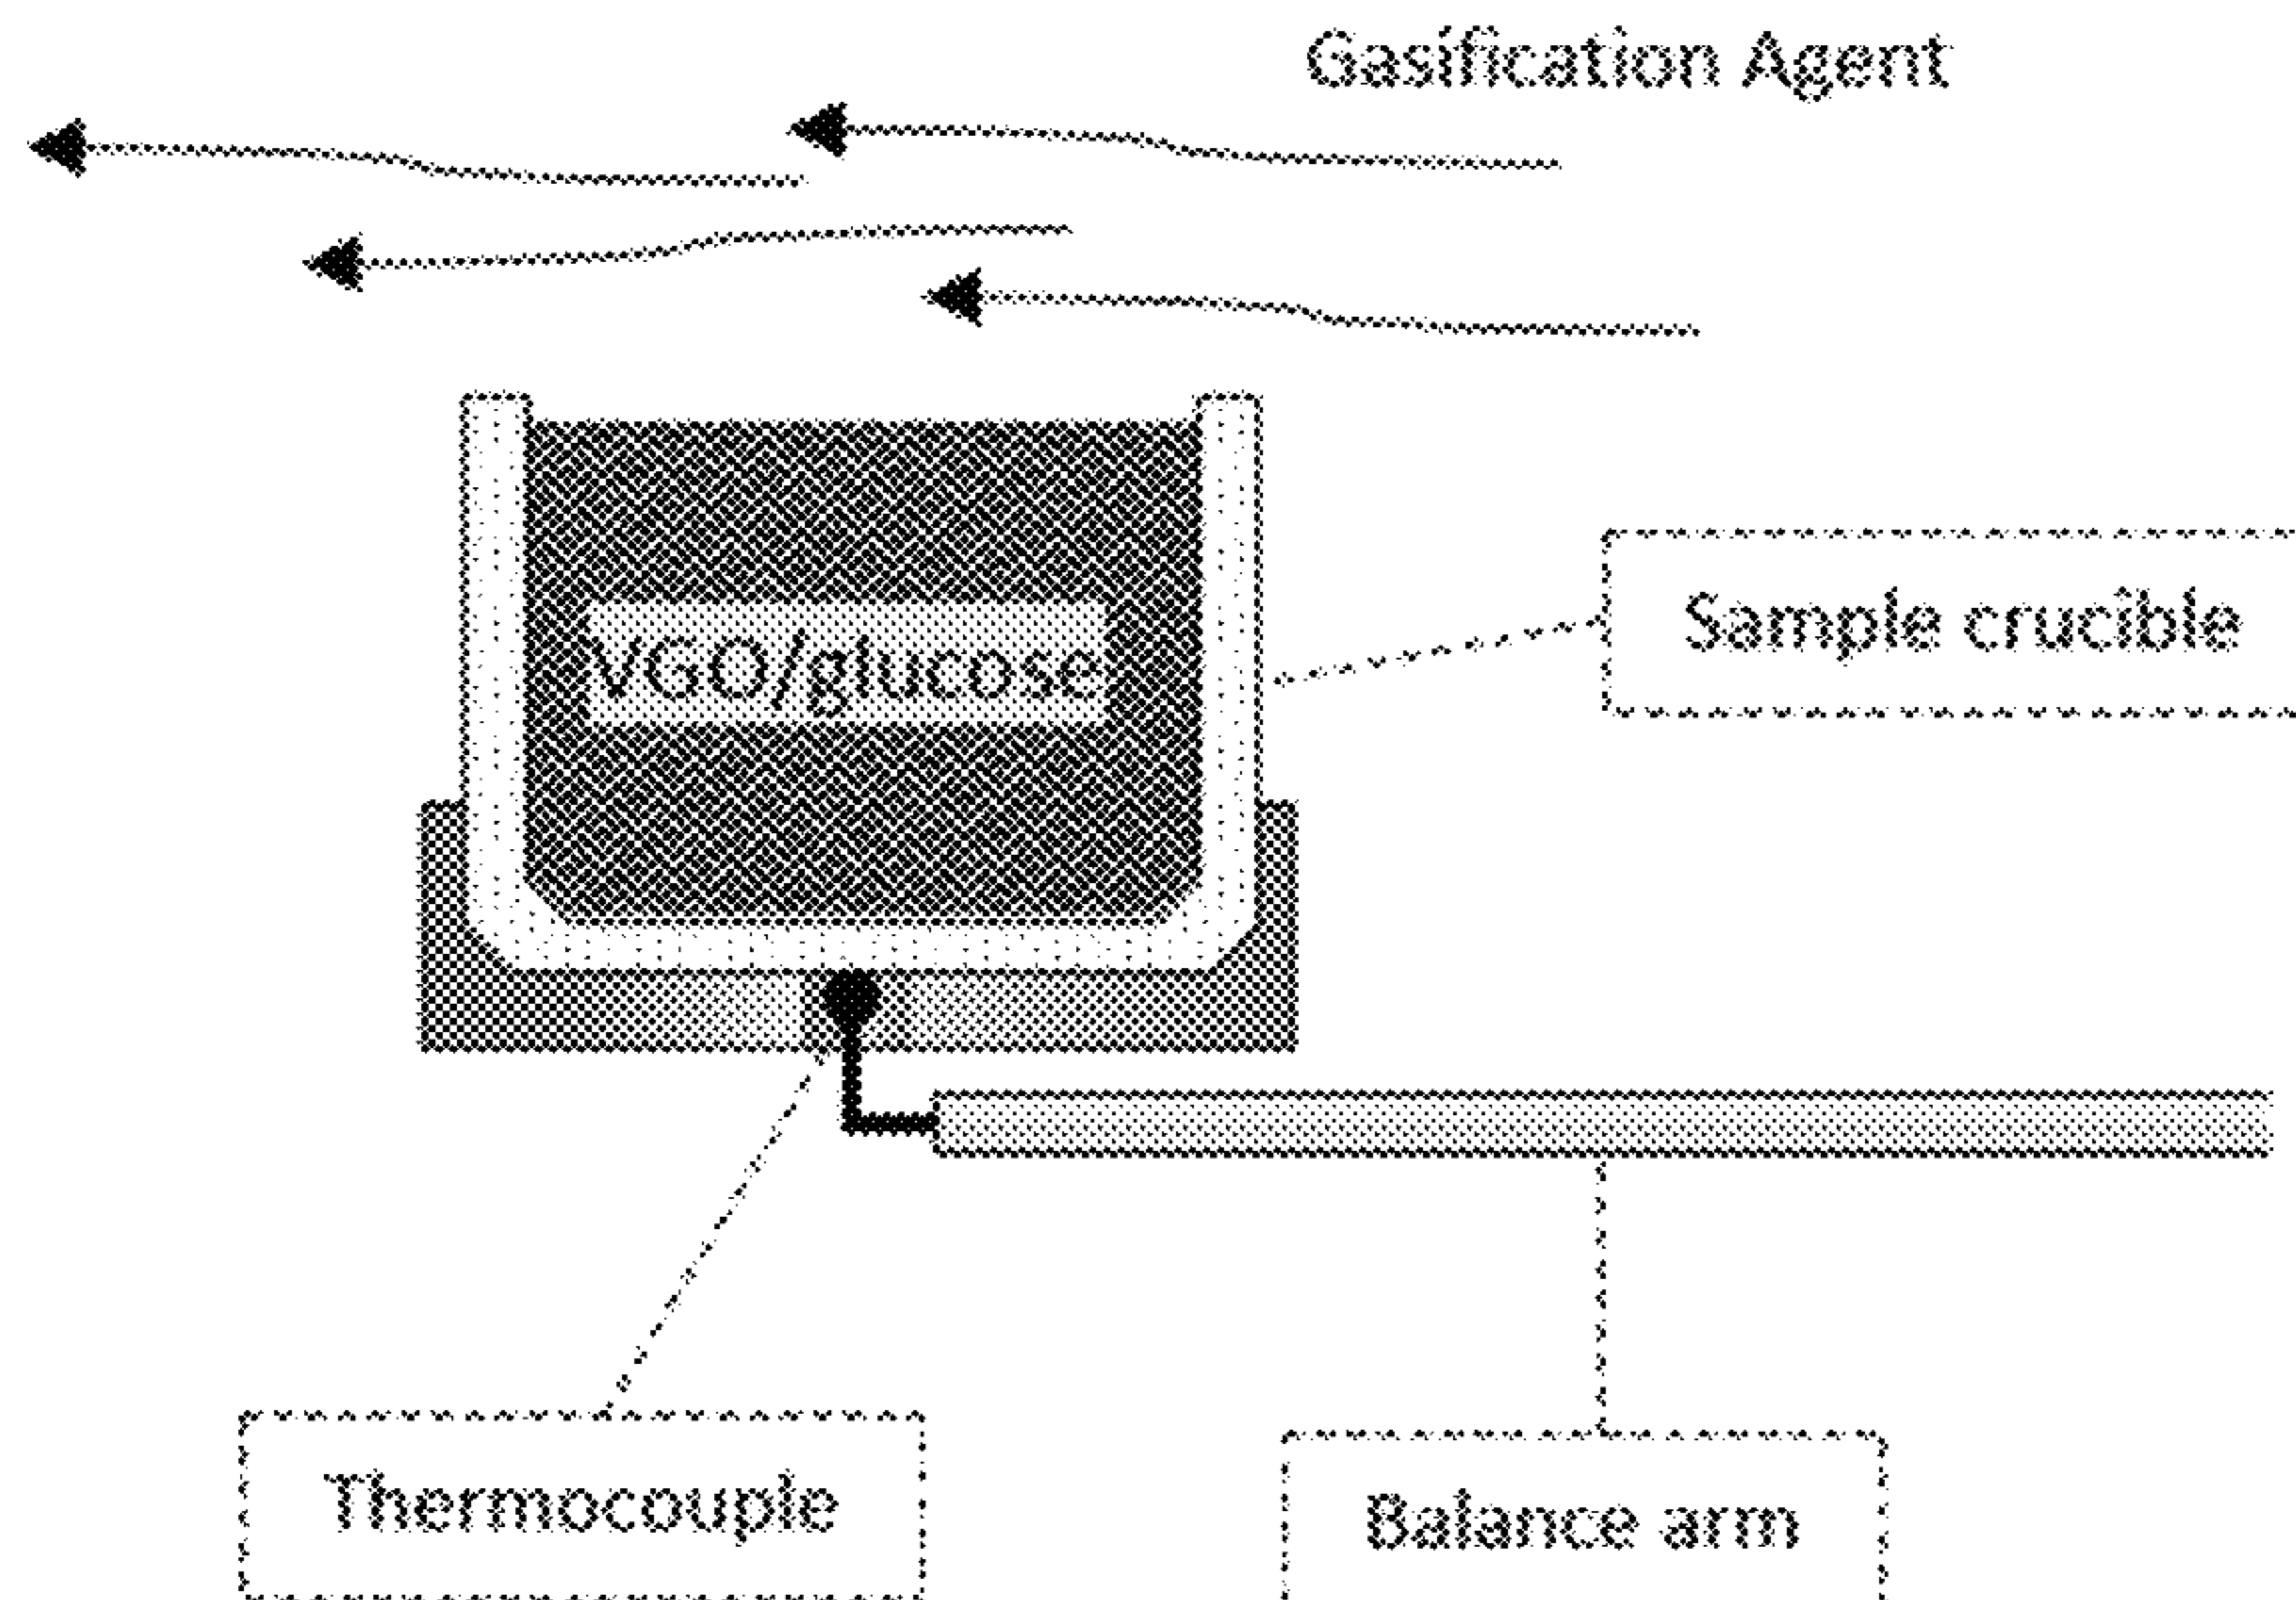 Gasification Agent
VGO/glucose
Sample crucible
Thermocouple
Balance arm